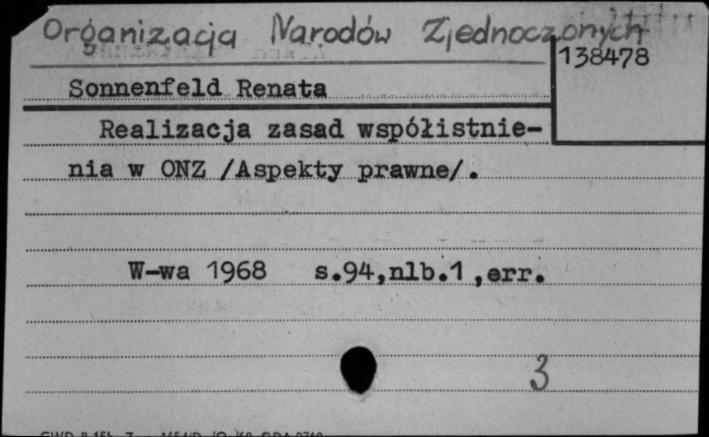 Organizacja Narodów Zjednoczonych
138478
Sonnenfeld Renata
Realizacja zasad współistnie-
nia w ONZ /Aspekty prawne/.
W-wa 1968 s.94,nlb.1,err.
3